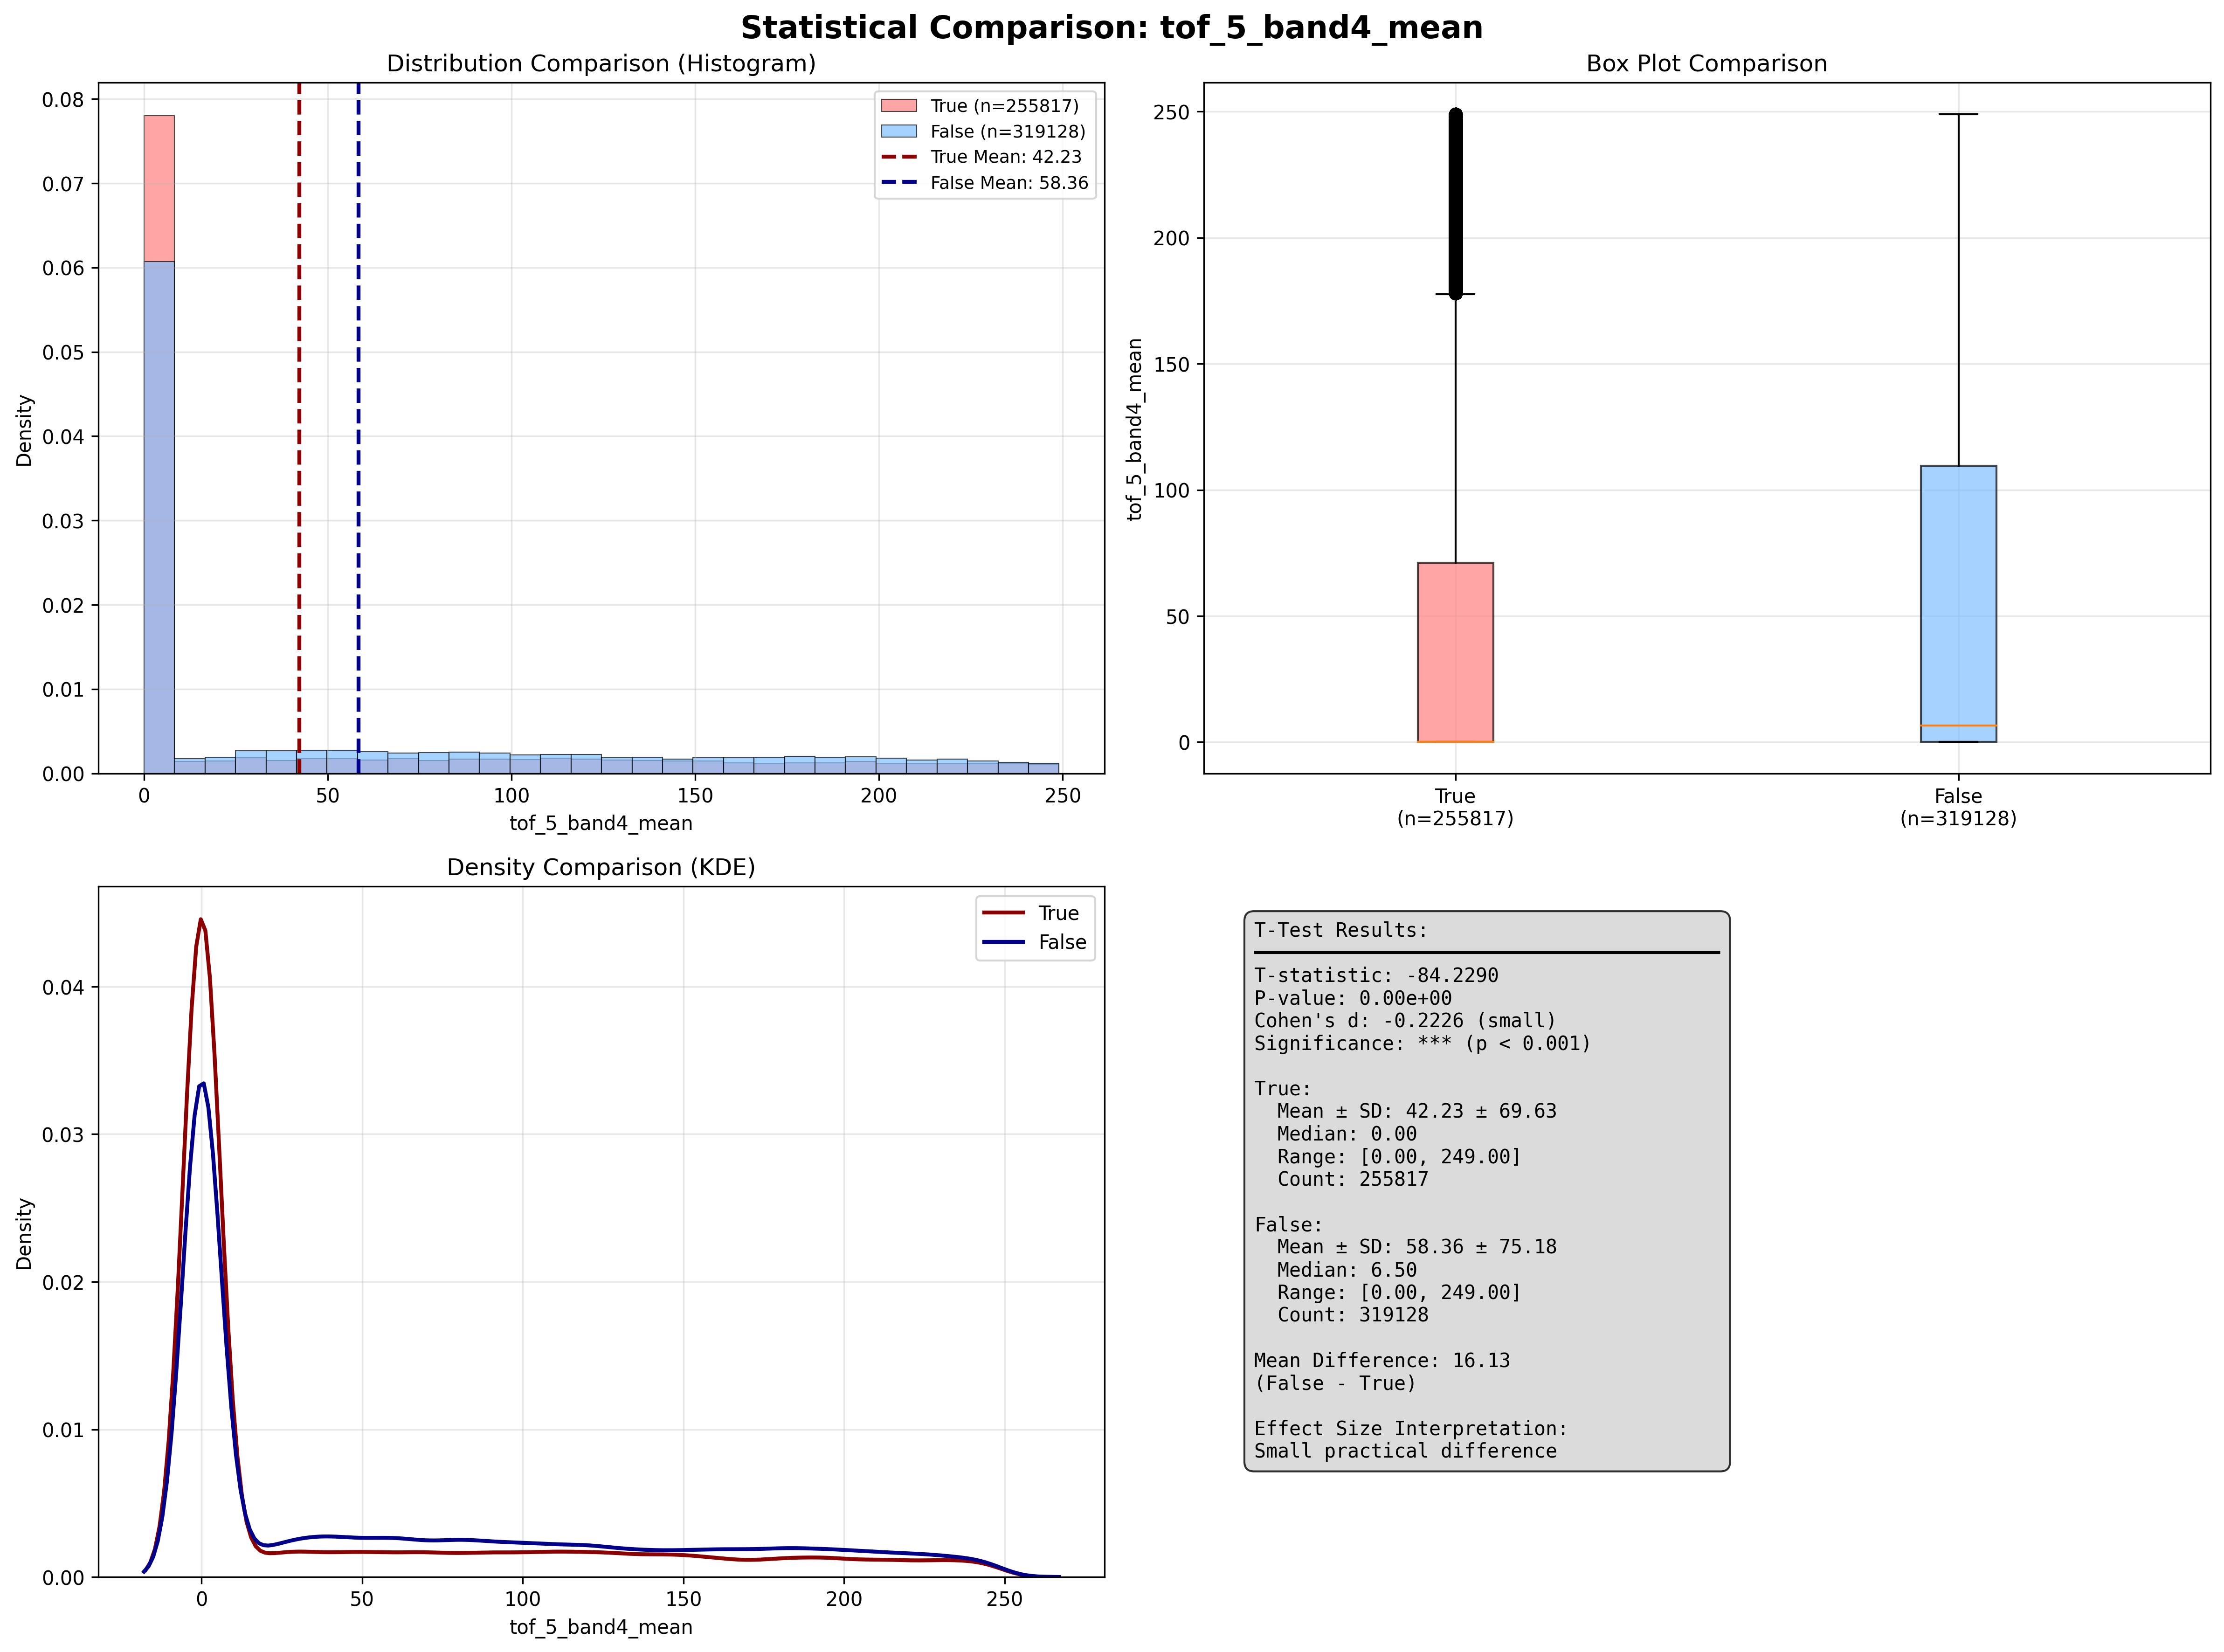 Statistical Comparison: tof_5_band4_mean
Distribution Comparison (Histogram)
0.08
0.07
0.06
0.05
0.04
0.03
0.02
0.01
0.00
Density
True (n=255817)
False (n=319128)
True Mean: 42.23
False Mean: 58.36
0 50 100 150 200 250
tof_5_band4_mean
Box Plot Comparison
250
200
150
100
50
0
tof_5_band4_mean
True False
(n=255817) (n=319128)
Density Comparison (KDE)
0.04
0.03
0.02
0.01
0.00
Density
True
False
0 50 100 150 200 250
tof_5_band4_mean
T-Test Results:
T-statistic: -84.2290
P-value: 0.00e+00
Cohen's d: -0.2226 (small)
Significance: *** (p < 0.001)
True:
Mean ± SD: 42.23 ± 69.63
Median: 0.00
Range: [0.00, 249.00]
Count: 255817
False:
Mean ± SD: 58.36 ± 75.18
Median: 6.50
Range: [0.00, 249.00]
Count: 319128
Mean Difference: 16.13
(False - True)
Effect Size Interpretation:
Small practical difference